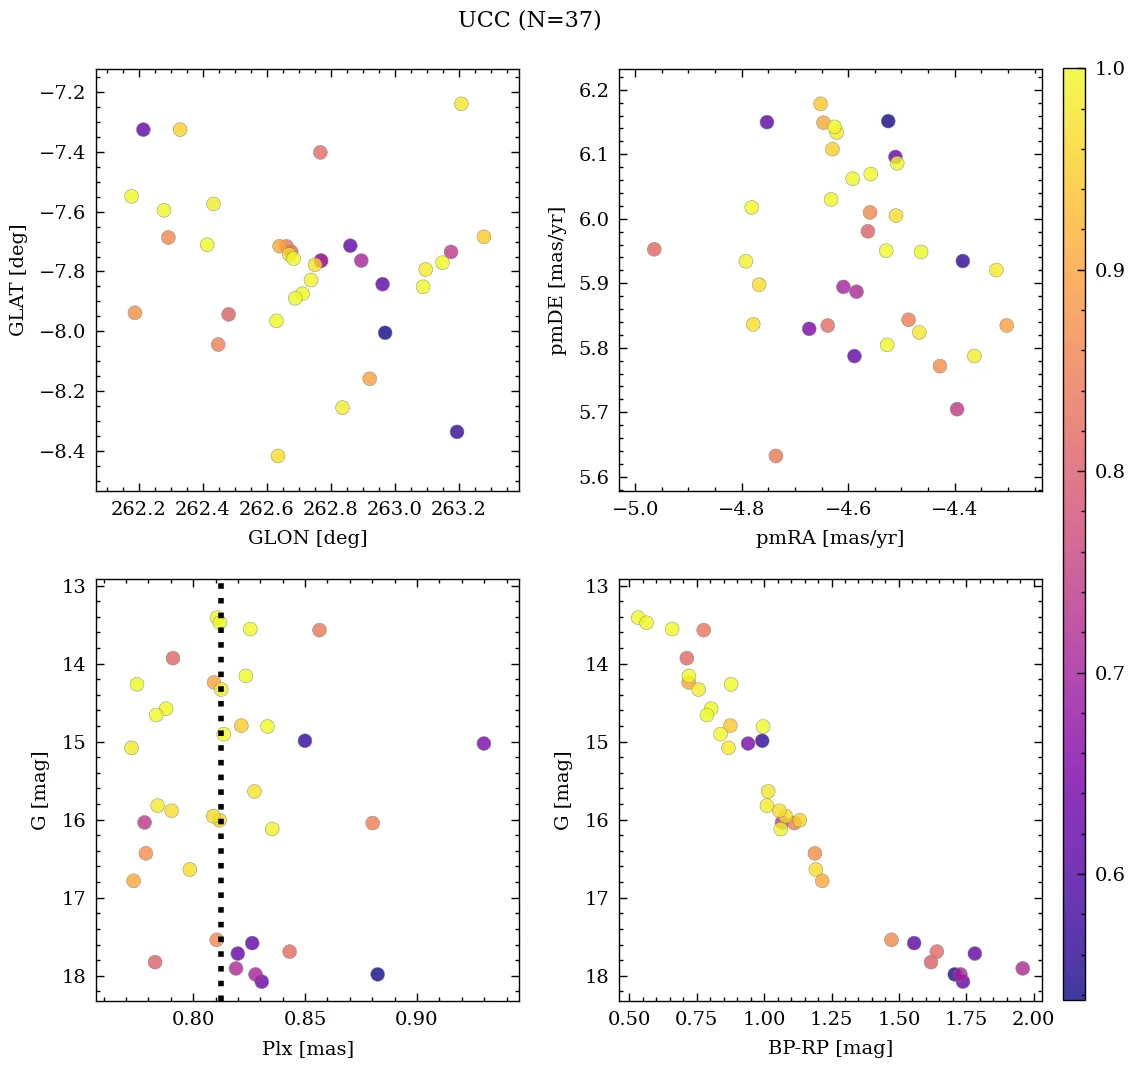 UCC (N=37)
−7.2
−7.4
−7.6
−7.8
−8.0
−8.2
−8.4
GLAT [deg]
262.2 262.4 262.6 262.8 263.0 263.2
GLON [deg]
6.2
6.1
6.0
5.9
5.8
5.7
5.6
pmDE [mas/yr]
−5.0 −4.8 −4.6 −4.4
pmRA [mas/yr]
13
14
15
16
17
18
G [mag]
0.80 0.85 0.90
Plx [mas]
13
14
15
16
17
18
G [mag]
0.50 0.75 1.00 1.25 1.50 1.75 2.00
BP-RP [mag]
1.0
0.9
0.8
0.7
0.6